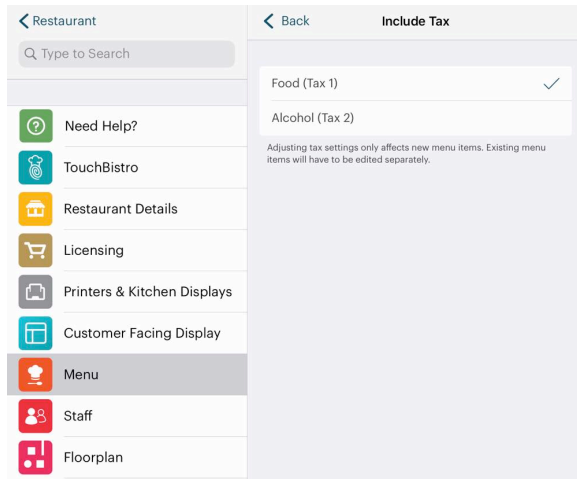 Restaurant
Type to Search
Need Help?
TouchBistro
Restaurant Details
Licensing
Printers & Kitchen Displays
Customer Facing Display
Menu
Staff
Floorplan
Back
Include Tax
Food (Tax 1)
Alcohol (Tax 2)
Adjusting tax settings only affects new menu items. Existing menu
items will have to be edited separately.